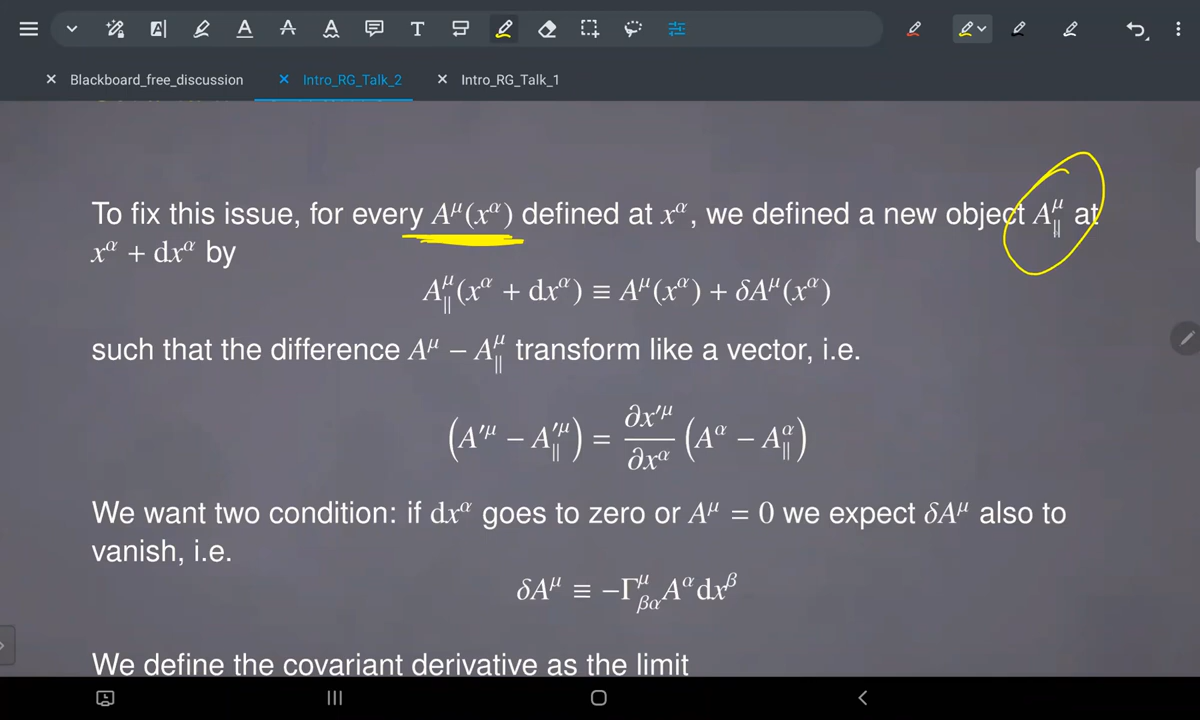 Blackboard_free_discussion Intro_RG_Talk_2 Intro_RG_Talk_1
To fix this issue, for every A^μ(x^α) defined at x^α, we defined a new object A^μ_∥ at
x^α + dx^α by
A^μ_∥(x^α + dx^α) ≡ A^μ(x^α) + δA^μ(x^α)
such that the difference A^μ − A^μ_∥ transform like a vector, i.e.
(A′^μ − A′^μ_∥) = ∂x′^μ/∂x^α (A^α − A^α_∥)
We want two condition: if dx^α goes to zero or A^μ = 0 we expect δA^μ also to
vanish, i.e.
δA^μ ≡ −Γ^μ_βα A^α dx^β
We define the covariant derivative as the limit